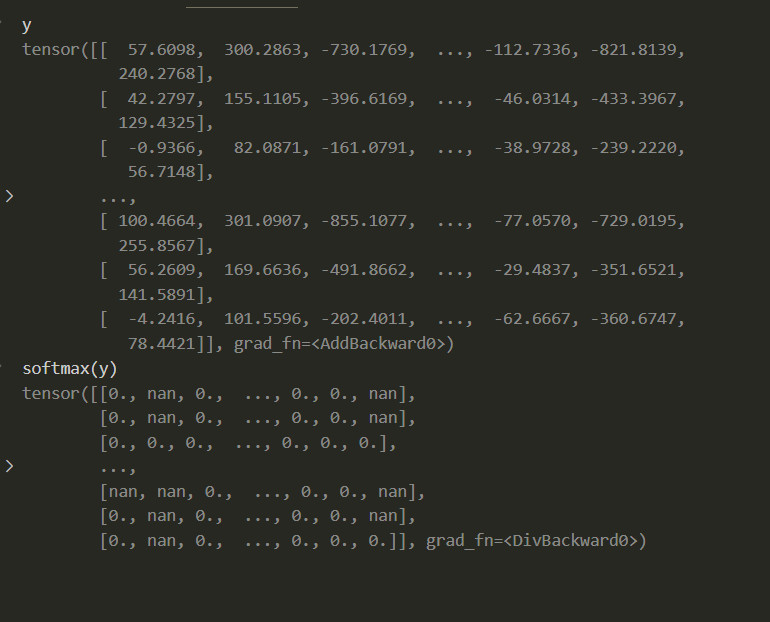 y
tensor([[  57.6098,  300.2863, -730.1769,  ..., -112.7336, -821.8139,
          240.2768],
        [  42.2797,  155.1105, -396.6169,  ...,  -46.0314, -433.3967,
          129.4325],
        [  -0.9366,   82.0871, -161.0791,  ...,  -38.9728, -239.2220,
           56.7148],
        ...,
        [ 100.4664,  301.0907, -855.1077,  ...,  -77.0570, -729.0195,
          255.8567],
        [  56.2609,  169.6636, -491.8662,  ...,  -29.4837, -351.6521,
          141.5891],
        [  -4.2416,  101.5596, -202.4011,  ...,  -62.6667, -360.6747,
           78.4421]], grad_fn=<AddBackward0>)
softmax(y)
tensor([[0., nan, 0.,  ..., 0., 0., nan],
        [0., nan, 0.,  ..., 0., 0., nan],
        [0., 0., 0.,  ..., 0., 0., 0.],
        ...,
        [nan, nan, 0.,  ..., 0., 0., nan],
        [0., nan, 0.,  ..., 0., 0., nan],
        [0., nan, 0.,  ..., 0., 0., 0.]], grad_fn=<DivBackward0>)